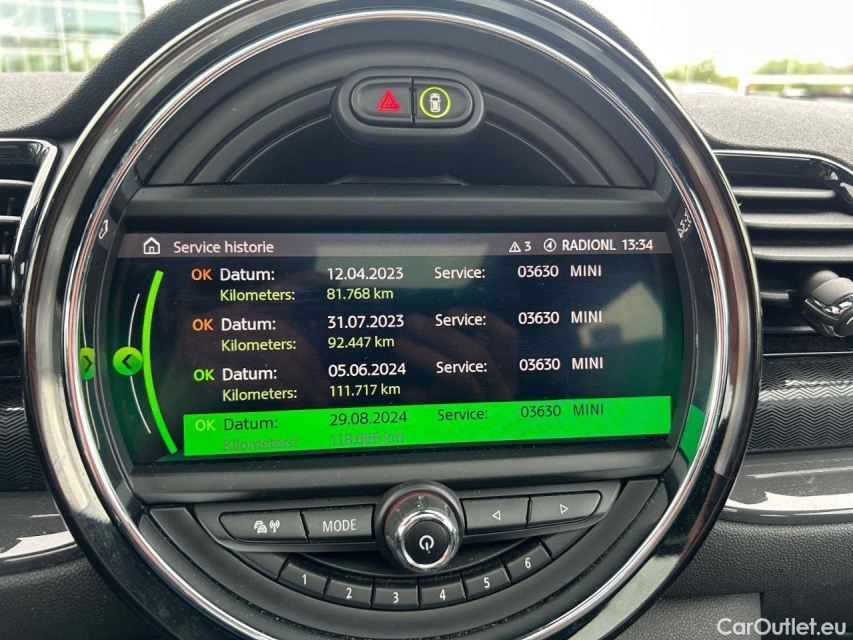 Service historie 3 RADIONL 13:34
OK Datum: 12.04.2023 Service: 03630 MINI
Kilometers: 81.768 km
OK Datum: 31.07.2023 Service: 03630 MINI
Kilometers: 92.447 km
OK Datum: 05.06.2024 Service: 03630 MINI
Kilometers: 111.717 km
OK Datum: 29.08.2024 Service: 03630 MINI
Kilometers: km
MODE
1 2 3 4 5 6
CarOutlet.eu